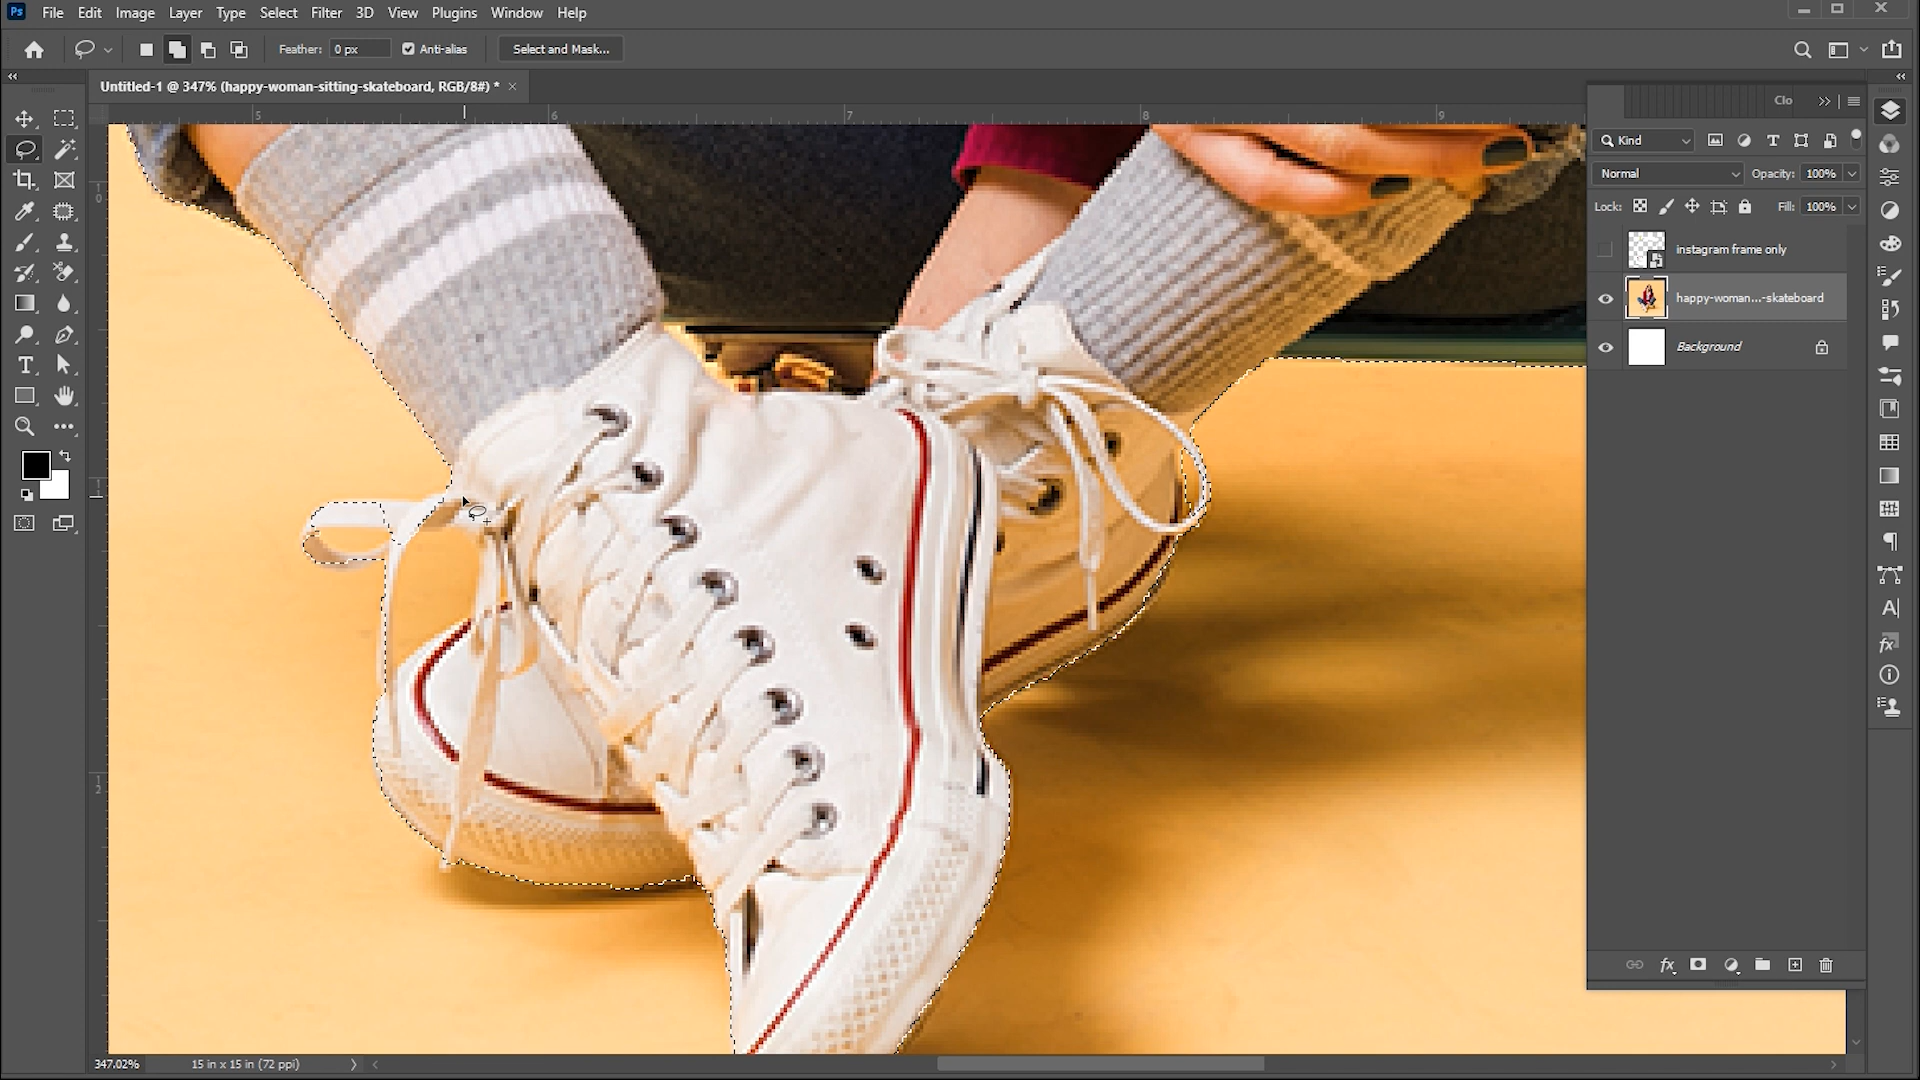 Ps File Edit Image Layer Type Select Filter 3D View Plugins Window Help
Feather: 0 px Anti-alias Select and Mask...
Untitled-1 @ 347% (happy-woman-sitting-skateboard, RGB/8#) * ×
5 6 7 8 9
Clo
Kind
Normal Opacity: 100%
Lock: Fill: 100%
instagram frame only
happy-woman...-skateboard
Background
347.02% 15 in x 15 in (72 ppi)